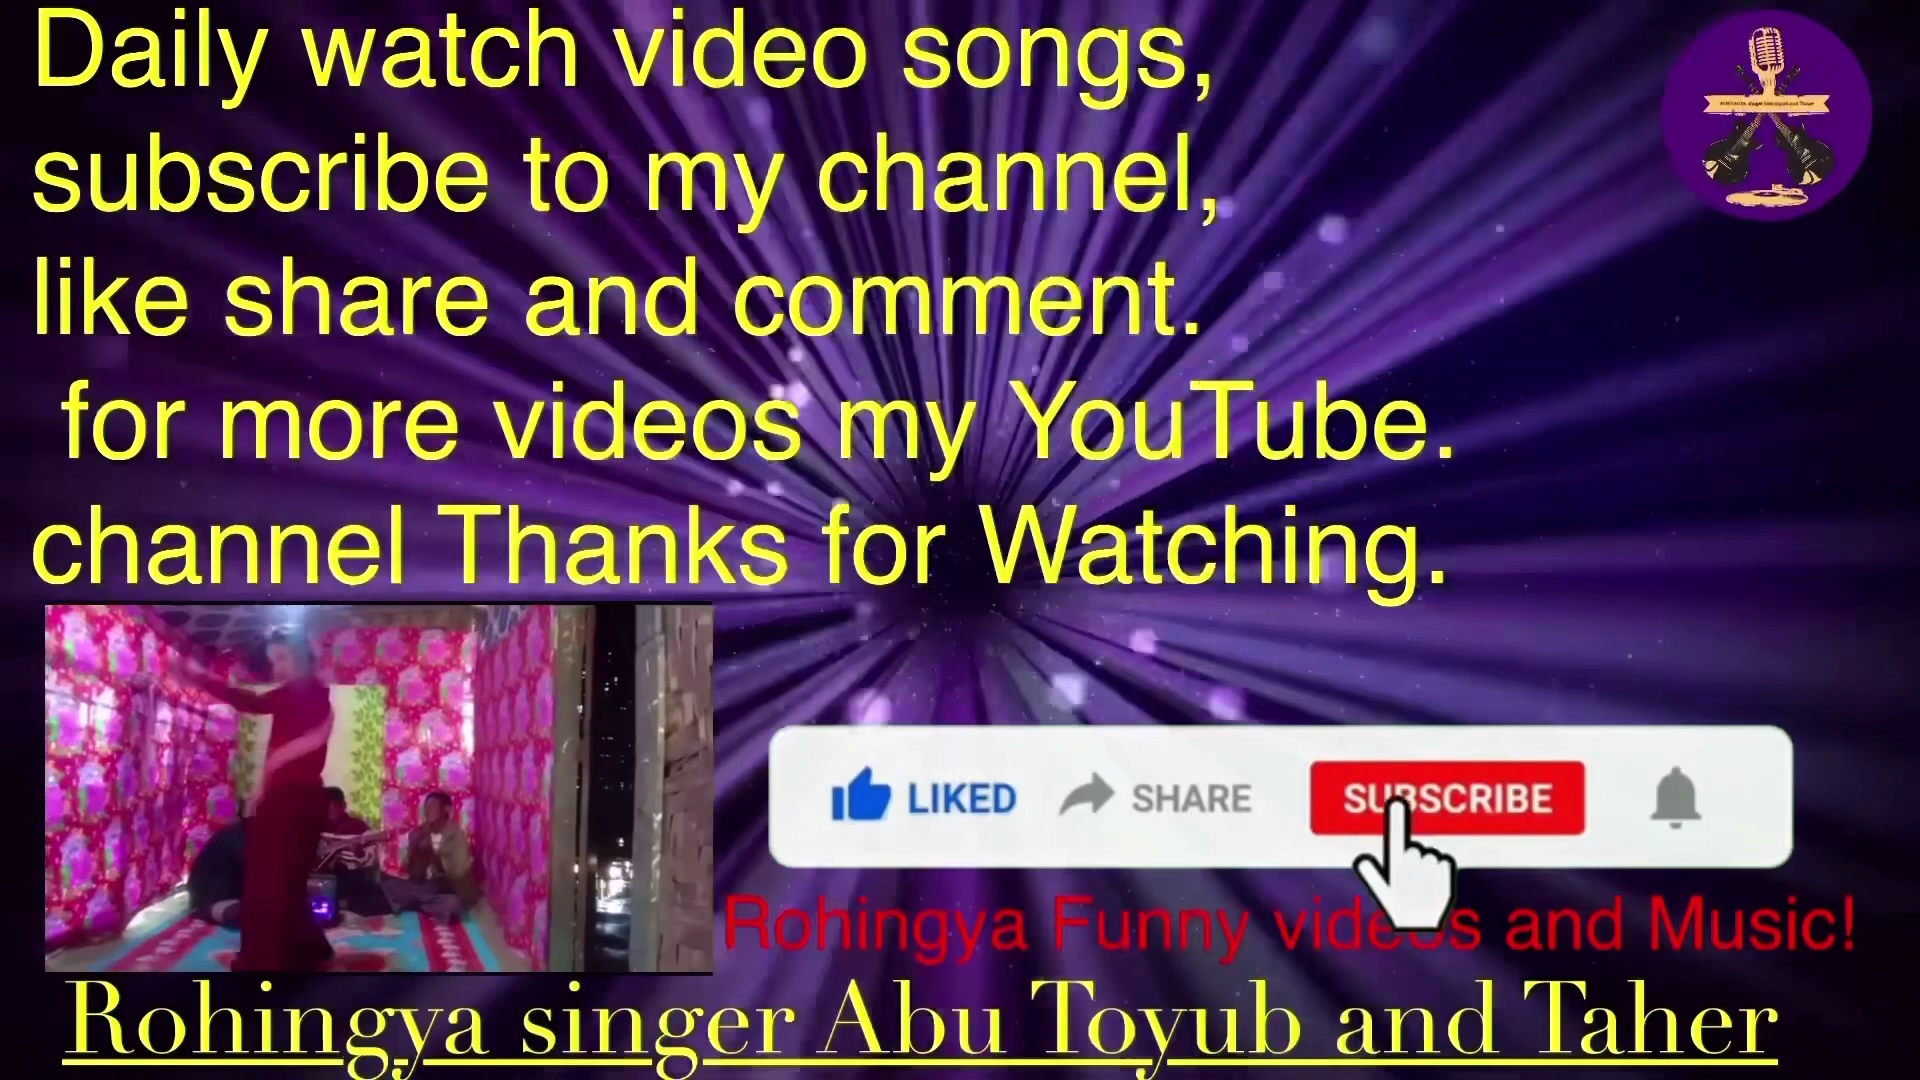 Daily watch video songs,
subscribe to my channel,
like share and comment.
for more videos my YouTube.
channel Thanks for Watching.
LIKED SHARE SUBSCRIBE
Rohingya Funny videos and Music!
Rohingya singer Abu Toyub and Taher